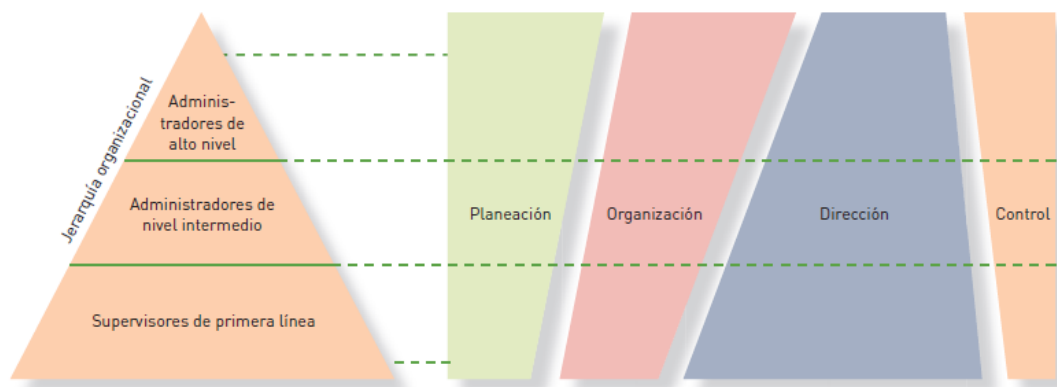 Jerarquía organizacional
Adminis-
tradores de
alto nivel
Administradores de
nivel intermedio
Supervisores de primera línea
Planeación
Organización
Dirección
Control